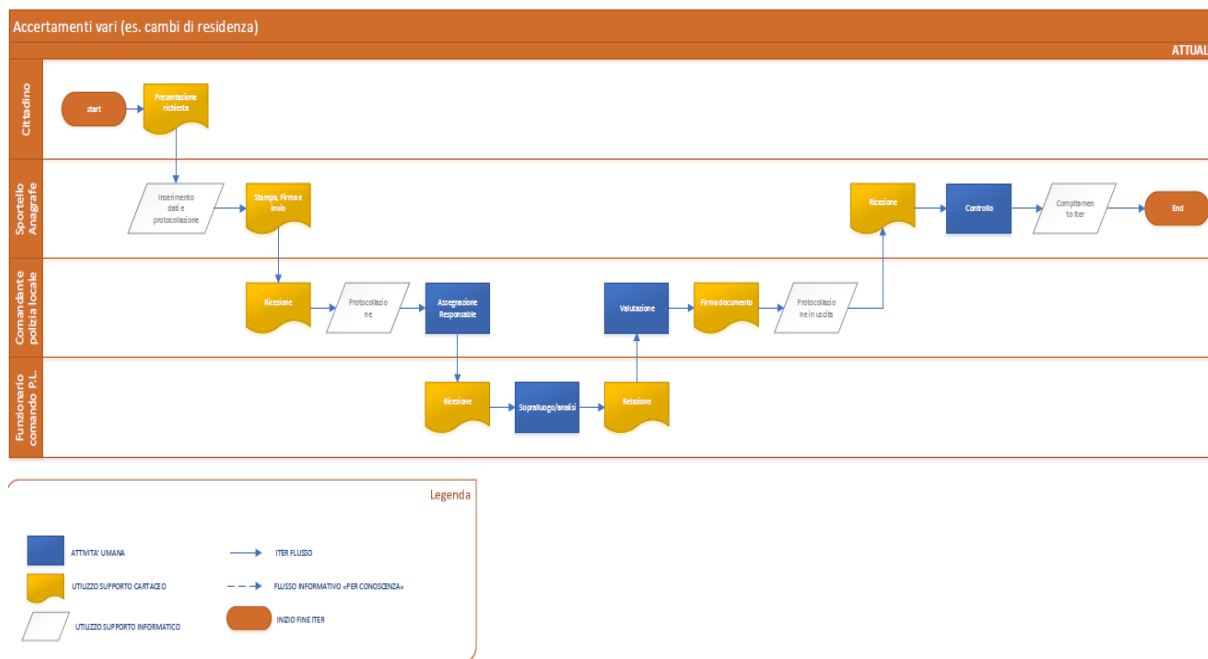 Accertamenti vari (es. cambi di residenza)
ATTUAL
Cittadino
start
Presentazione
richiesta
Sportello
Anagrafe
Inserimento
dati e
protocollazione
Stampa, Firma e
invio
Ricezione
Controllo
Compltamen
to Iter
End
Comandante
polizia locale
Ricezione
Protocollazio
ne
Assegnazione
Responsable
Valutazione
Firma documento
Protocollazio
ne in uscita
Funzionario
comando P.L.
Ricezione
Sopralluogo/analisi
Relazione
Legenda
ATTIVITA' UMANA
ITER FLUSSO
UTILIZZO SUPPORTO CARTACEO
FLUSSO INFORMATIVO «PER CONOSCENZA»
UTILIZZO SUPPORTO INFORMATICO
INIZIO FINE ITER